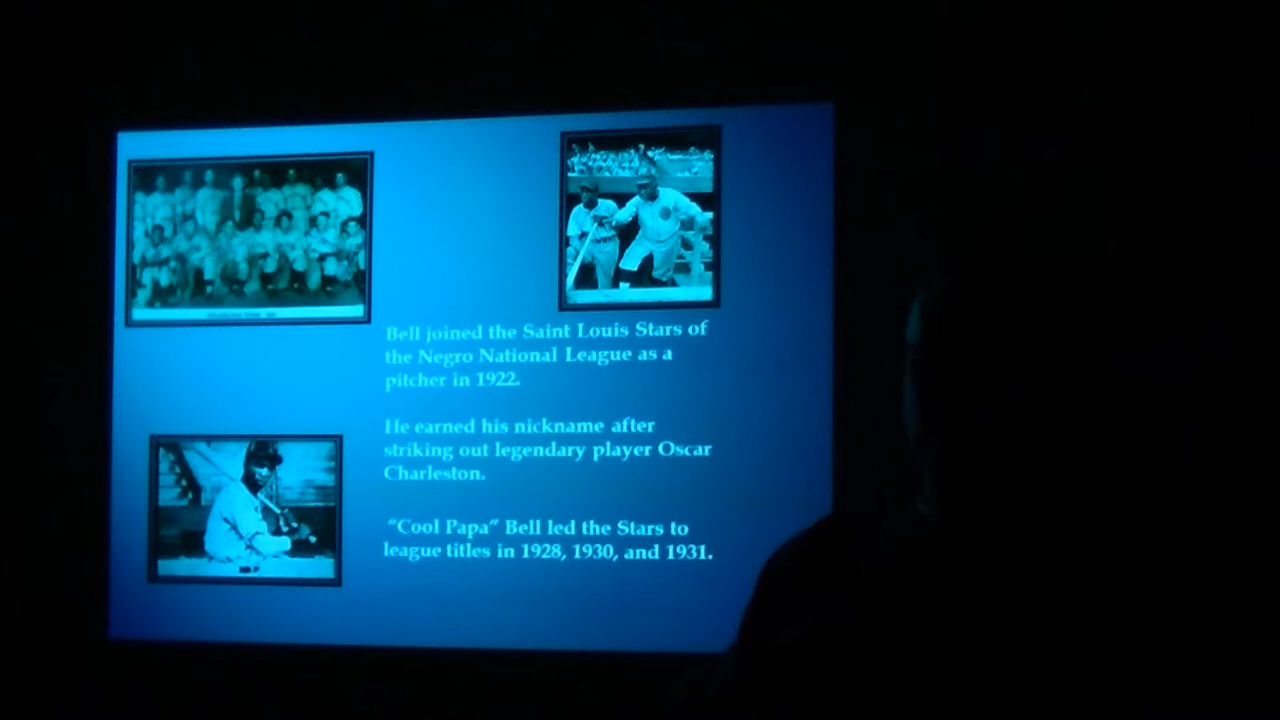 Bell joined the Saint Louis Stars of
the Negro National League as a
pitcher in 1922.
He earned his nickname after
striking out legendary player Oscar
Charleston.
“Cool Papa” Bell led the Stars to
league titles in 1928, 1930, and 1931.